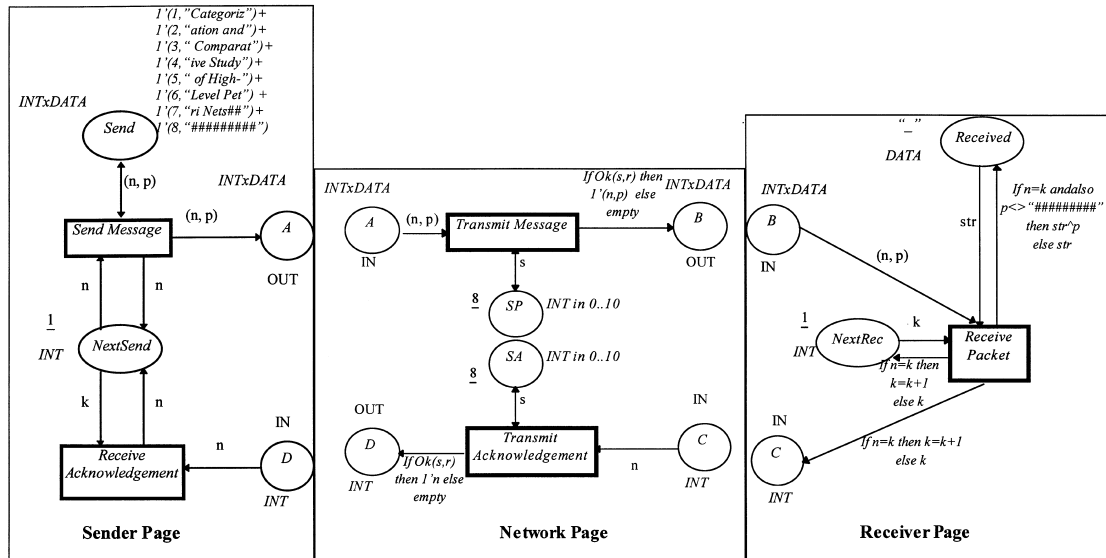 1'(1,"Categoriz")+
1'(2,"ation and")+
1'(3," Comparat")+
1'(4,"ive Study")+
1'(5," of High-")+
1'(6,"Level Pet") +
1'(7,"ri Nets##")+
1'(8,"#########")
INTxDATA
Send
(n, p)
INTxDATA
Send Message
(n, p)
A
OUT
n
n
1
INT
NextSend
k
n
IN
Receive
Acknowledgement
n
D
INT
Sender Page
INTxDATA
A
IN
(n, p)
Transmit Message
If Ok(s,r) then
1'(n,p) else
empty
INTxDATA
B
OUT
s
8
SP
INT in 0..10
SA
INT in 0..10
8
s
OUT
D
INT
If Ok(s,r)
then 1'n else
empty
Transmit
Acknowledgement
n
IN
C
INT
Network Page
"_"
DATA
Received
INTxDATA
B
IN
(n, p)
str
If n=k andalso
p<>"#########"
then str^p
else str
1
INT
NextRec
k
Receive
Packet
If n=k then
k=k+1
else k
IN
C
INT
If n=k then k=k+1
else k
Receiver Page